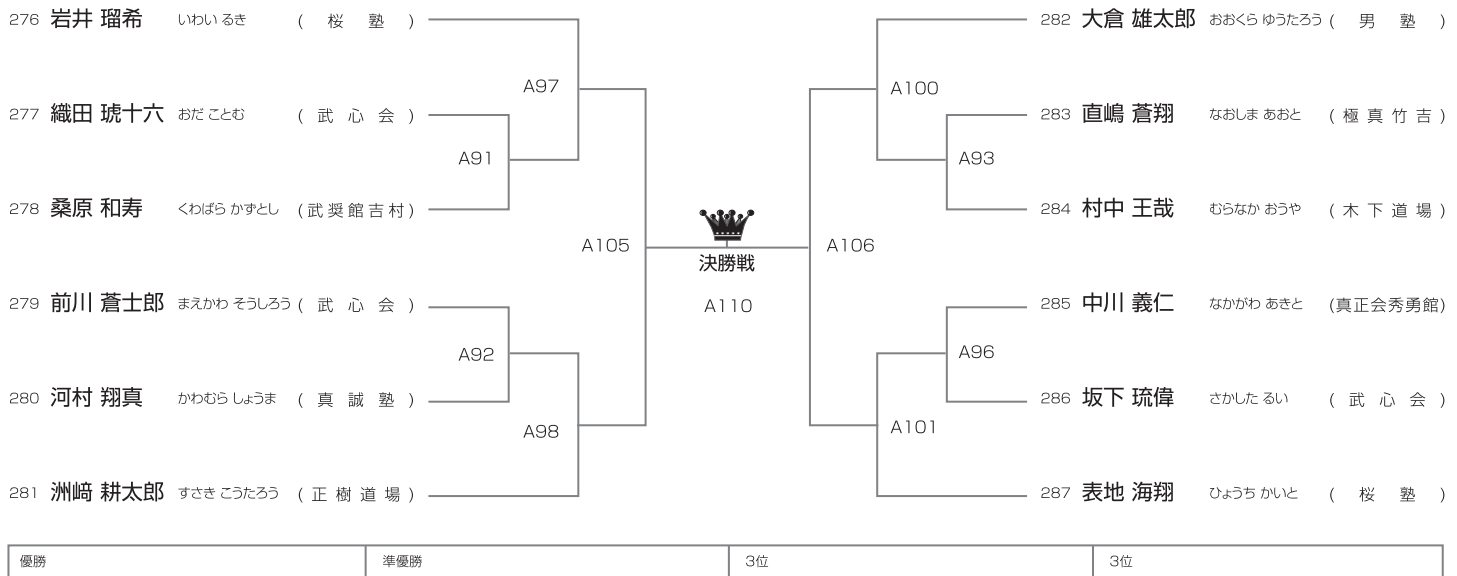 276 岩井 瑠希 いわい るき (桜塾)
A97
277 織田 琥十六 おだ ことむ (武心会)
A91
278 桑原 和寿 くわばら かずとし (武奨館吉村)
A105
279 前川 蒼士郎 まえかわ そうしろう (武心会)
A92
280 河村 翔真 かわむら しょうま (真誠塾)
A98
281 洲﨑 耕太郎 すさき こうたろう (正樹道場)
決勝戦
A110
282 大倉 雄太郎 おおくら ゆうたろう (男塾)
A100
283 直嶋 蒼翔 なおしま あおと (極真竹吉)
A93
284 村中 王哉 むらなか おうや (木下道場)
A106
285 中川 義仁 なかがわ あきと (真正会秀勇館)
A96
286 坂下 琉偉 さかした るい (武心会)
A101
287 表地 海翔 ひょうち かいと (桜塾)
優勝 準優勝 3位 3位